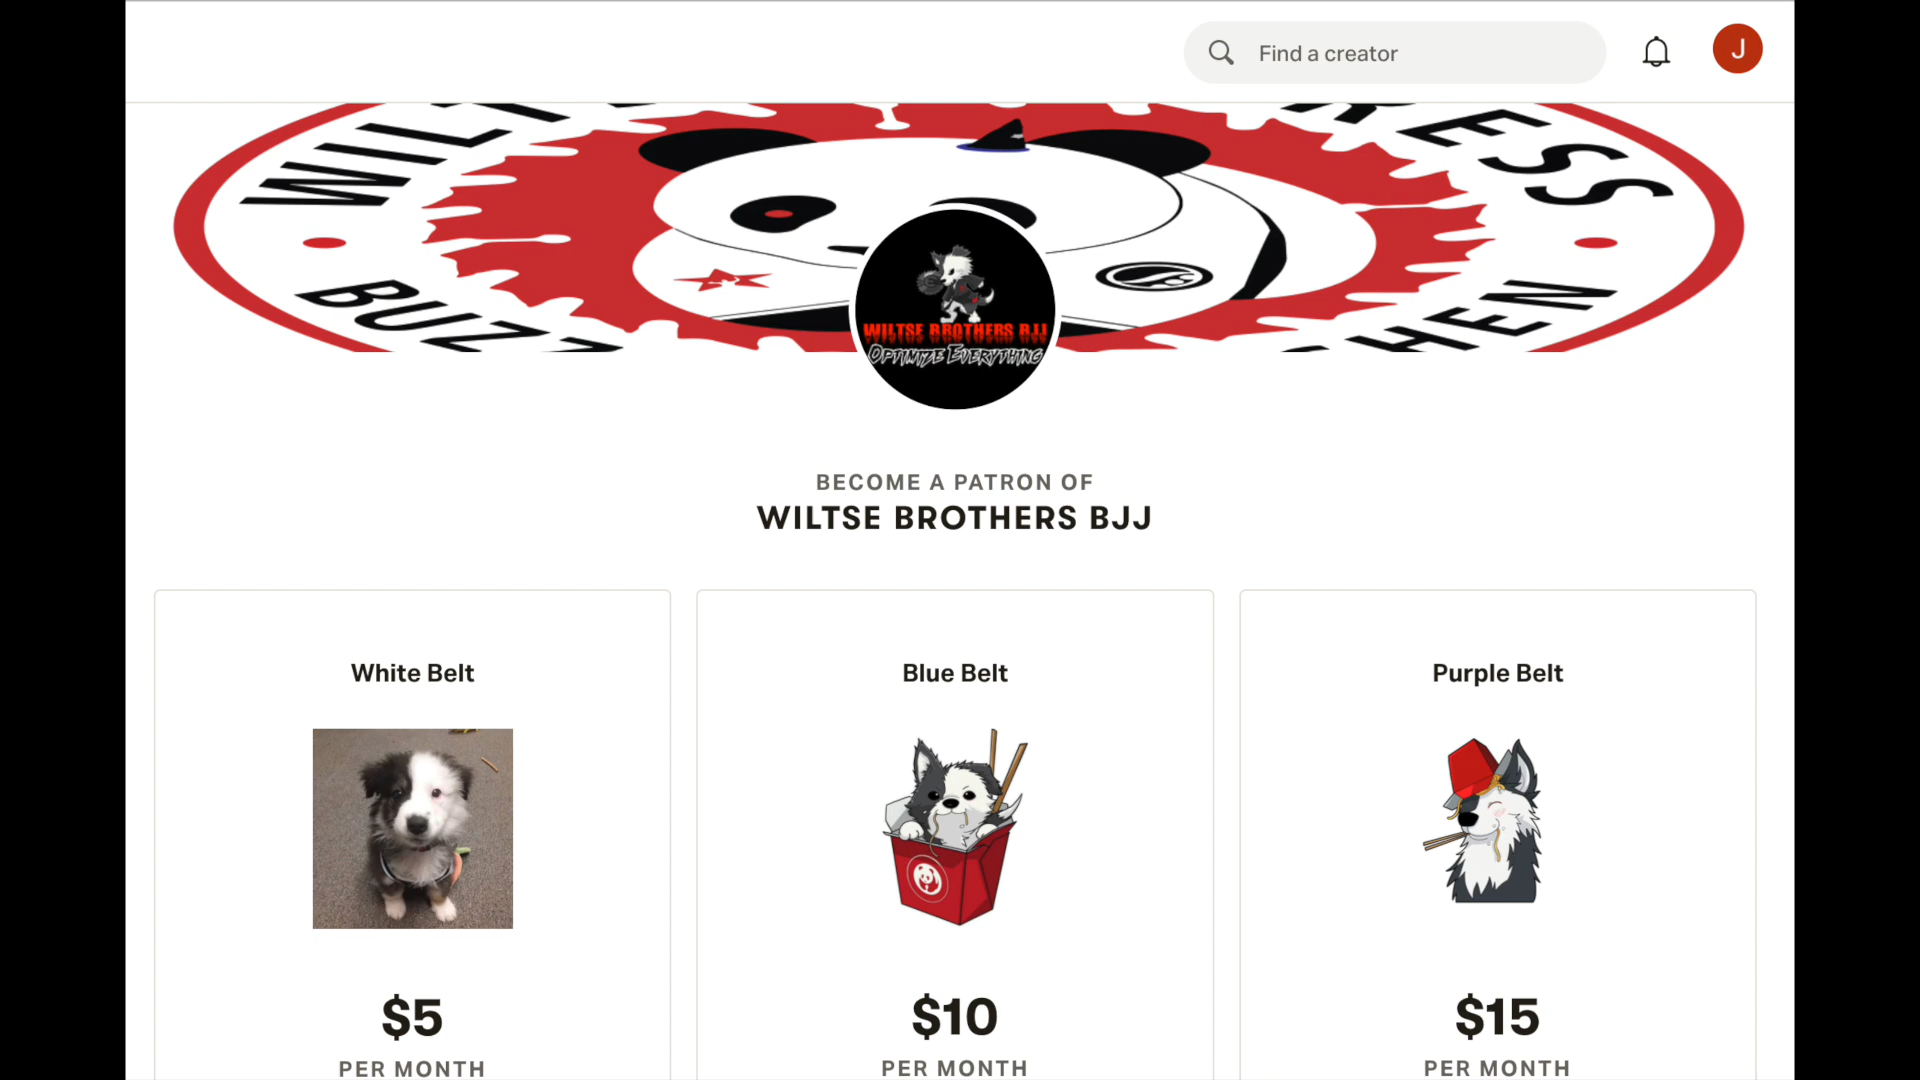 Find a creator
J
WILTSE BROTHERS BJJ
OPTIMIZE EVERYTHING
BECOME A PATRON OF
WILTSE BROTHERS BJJ
White Belt
Blue Belt
Purple Belt
$5
$10
$15
PER MONTH
PER MONTH
PER MONTH